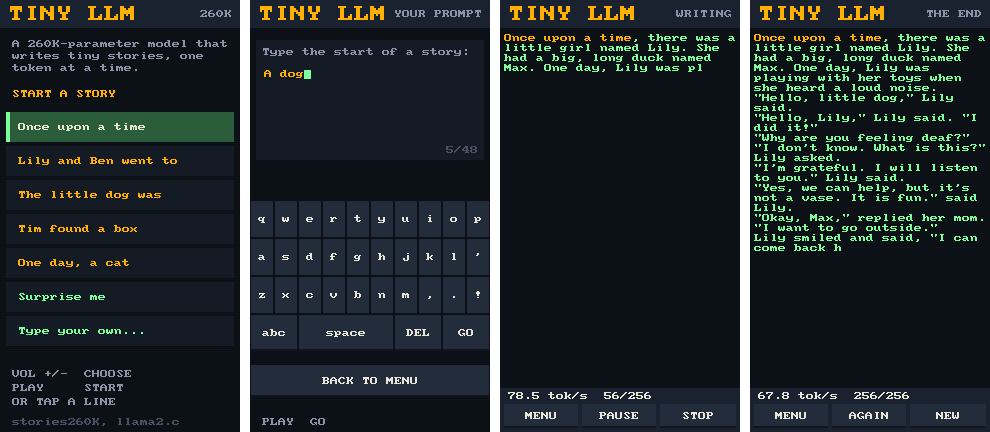 TINY LLM 260K
A 260K-parameter model that
writes tiny stories, one
token at a time.
START A STORY
Once upon a time
Lily and Ben went to
The little dog was
Tim found a box
One day, a cat
Surprise me
Type your own...
VOL +/- CHOOSE
PLAY START
OR TAP A LINE
stories260K, llama2.c
TINY LLM YOUR PROMPT
Type the start of a story:
A dog
5/48
q w e r t y u i o p
a s d f g h j k l '
z x c v b n m , . !
abc space DEL GO
BACK TO MENU
PLAY GO
TINY LLM WRITING
Once upon a time, there was a
little girl named Lily. She
had a big, long duck named
Max. One day, Lily was pl
78.5 tok/s 56/256
MENU PAUSE STOP
TINY LLM THE END
Once upon a time, there was a
little girl named Lily. She
had a big, long duck named
Max. One day, Lily was
playing with her toys when
she heard a loud noise.
"Hello, little dog," Lily
said.
"Hello, Lily," Lily said. "I
did it!"
"Why are you feeling deaf?"
"I don't know. What is this?"
Lily asked.
"I'm grateful. I will listen
to you." Lily said.
"Yes, we can help, but it's
not a vase. It is fun." said
Lily.
"Okay, Max," replied her mom.
"I want to go outside."
Lily smiled and said, "I can
come back h
67.8 tok/s 256/256
MENU AGAIN NEW